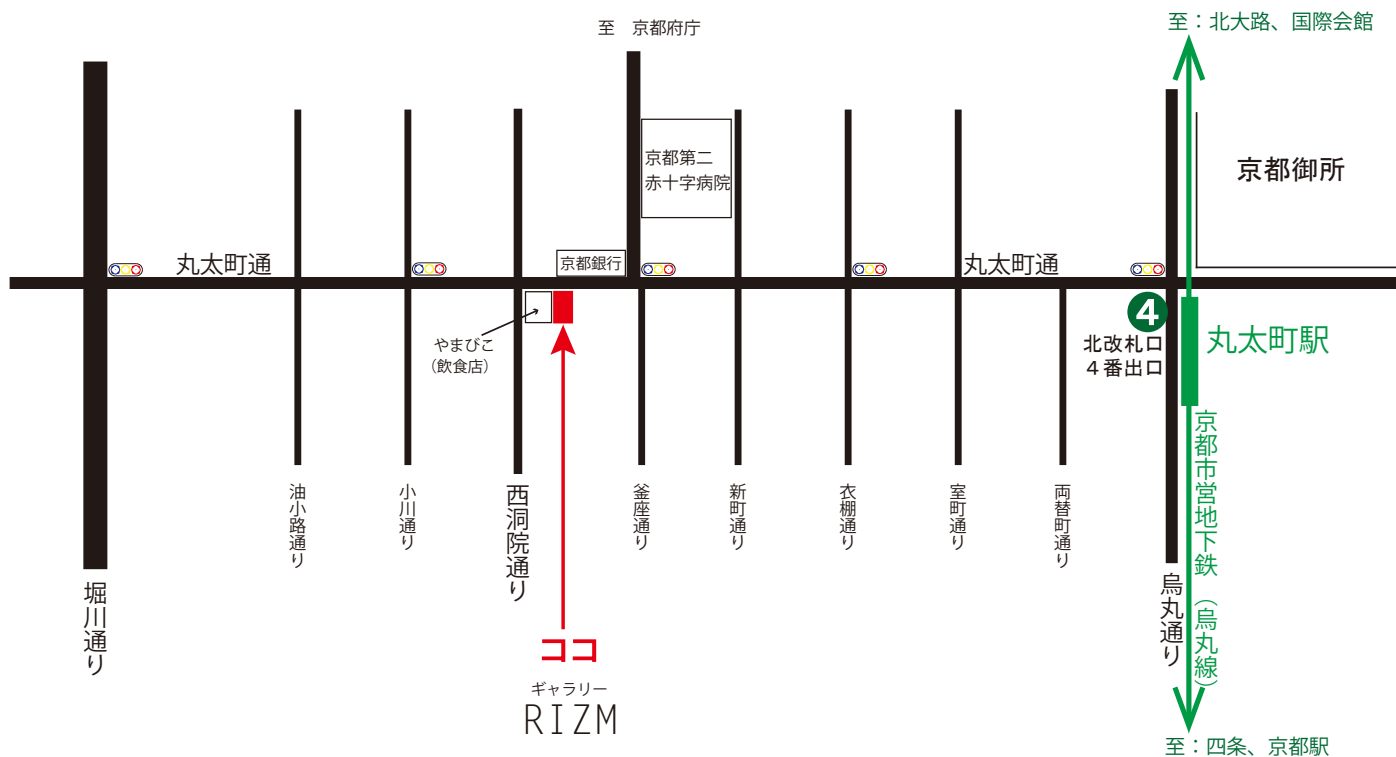 至：北大路、国際会館
至　京都府庁
京都第二
赤十字病院
京都御所
丸太町通
京都銀行
丸太町通
やまびこ
（飲食店）
4
北改札口
４番出口
丸太町駅
京都市営地下鉄（烏丸線）
堀川通り
油小路通り
小川通り
西洞院通り
釜座通り
新町通り
衣棚通り
室町通り
両替町通り
烏丸通り
ココ
ギャラリー
RIZM
至：四条、京都駅